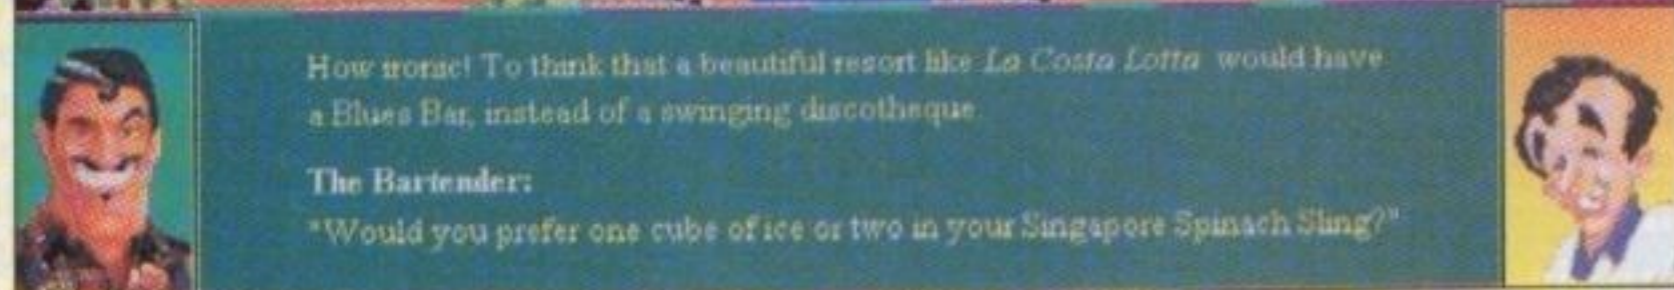 How ironic! To think that a beautiful resort like La Costa Lotta would have
a Blues Bar, instead of a swinging discotheque.
The Bartender:
"Would you prefer one cube of ice or two in your Singapore Spinach Sling?"